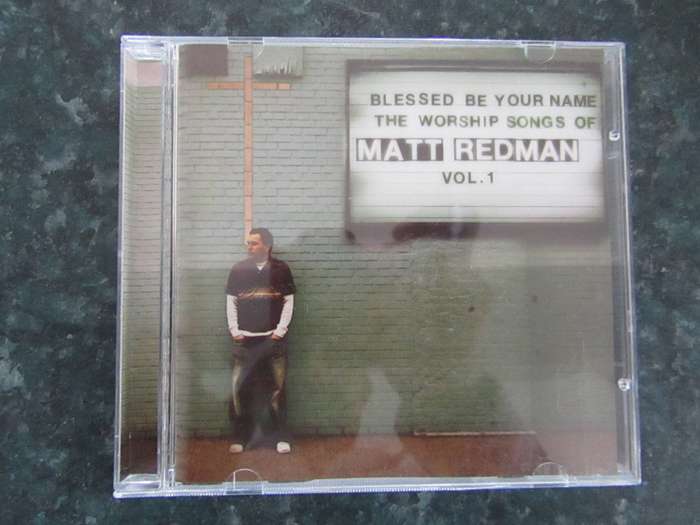 BLESSED BE YOUR NAME
THE WORSHIP SONGS OF
MATT REDMAN
VOL.1